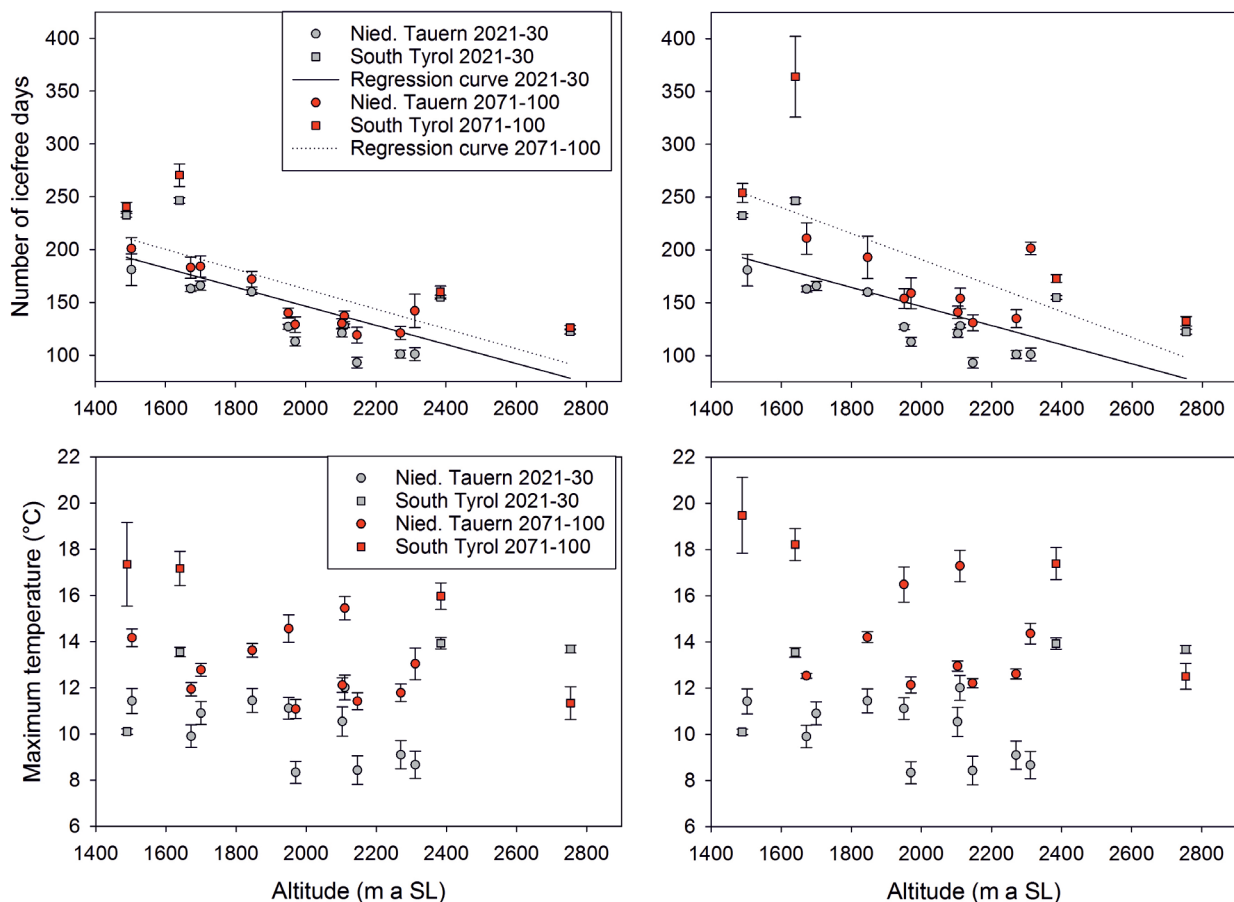 Number of icefree days
400
350
300
250
200
150
100
Nied. Tauern 2021-30
South Tyrol 2021-30
Regression curve 2021-30
Nied. Tauern 2071-100
South Tyrol 2071-100
Regression curve 2071-100
1400 1600 1800 2000 2200 2400 2600 2800
400
350
300
250
200
150
100
1400 1600 1800 2000 2200 2400 2600 2800
Maximum temperature (°C)
22
20
18
16
14
12
10
8
6
Nied. Tauern 2021-30
South Tyrol 2021-30
Nied. Tauern 2071-100
South Tyrol 2071-100
1400 1600 1800 2000 2200 2400 2600 2800
Altitude (m a SL)
22
20
18
16
14
12
10
8
6
1400 1600 1800 2000 2200 2400 2600 2800
Altitude (m a SL)